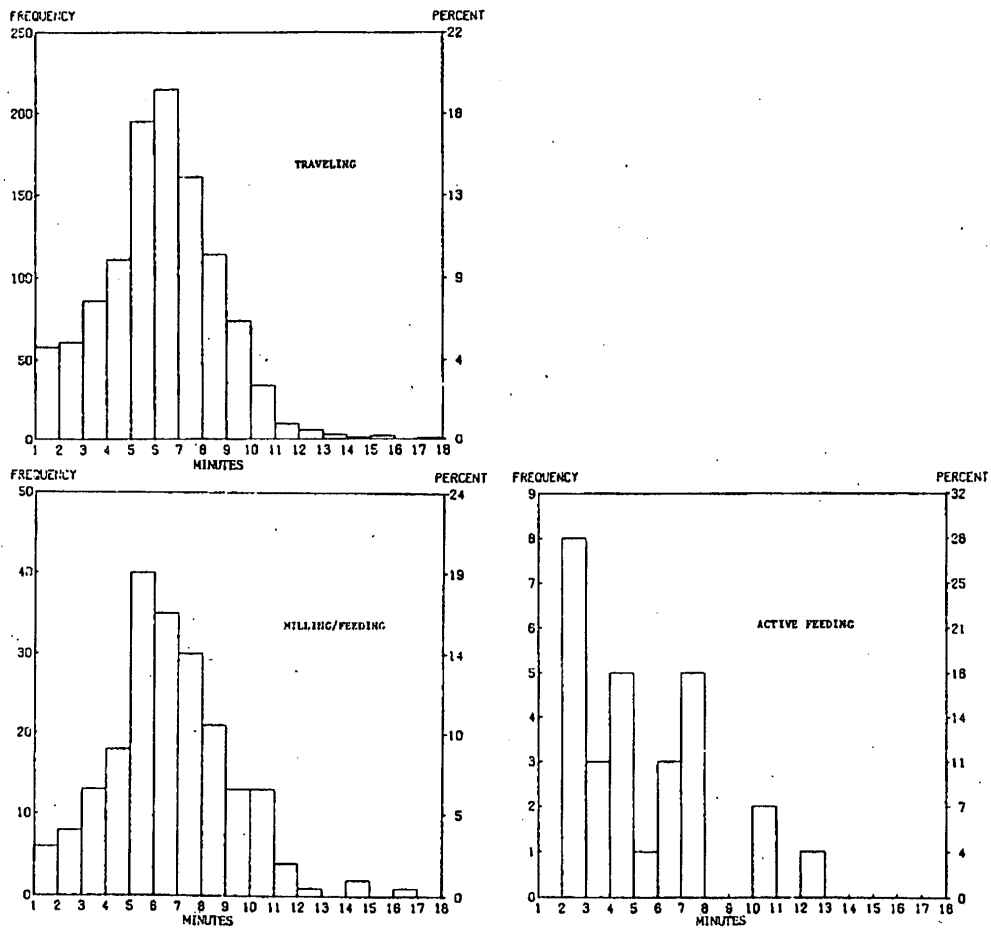 FREQUENCY PERCENT
250 22
200 18
TRAVELING
150 13
100 9
50 4
0 0
1 2 3 4 5 6 7 8 9 10 11 12 13 14 15 16 17 18
MINUTES
FREQUENCY PERCENT
50 24
40 19
MILLING/FEEDING
30 14
20 10
10 5
0 0
1 2 3 4 5 6 7 8 9 10 11 12 13 14 15 16 17 18
MINUTES
FREQUENCY PERCENT
9 32
8 28
7 25
ACTIVE FEEDING
6 21
5 18
4 14
3 11
2 7
1 4
0 0
1 2 3 4 5 6 7 8 9 10 11 12 13 14 15 16 17 18
MINUTES